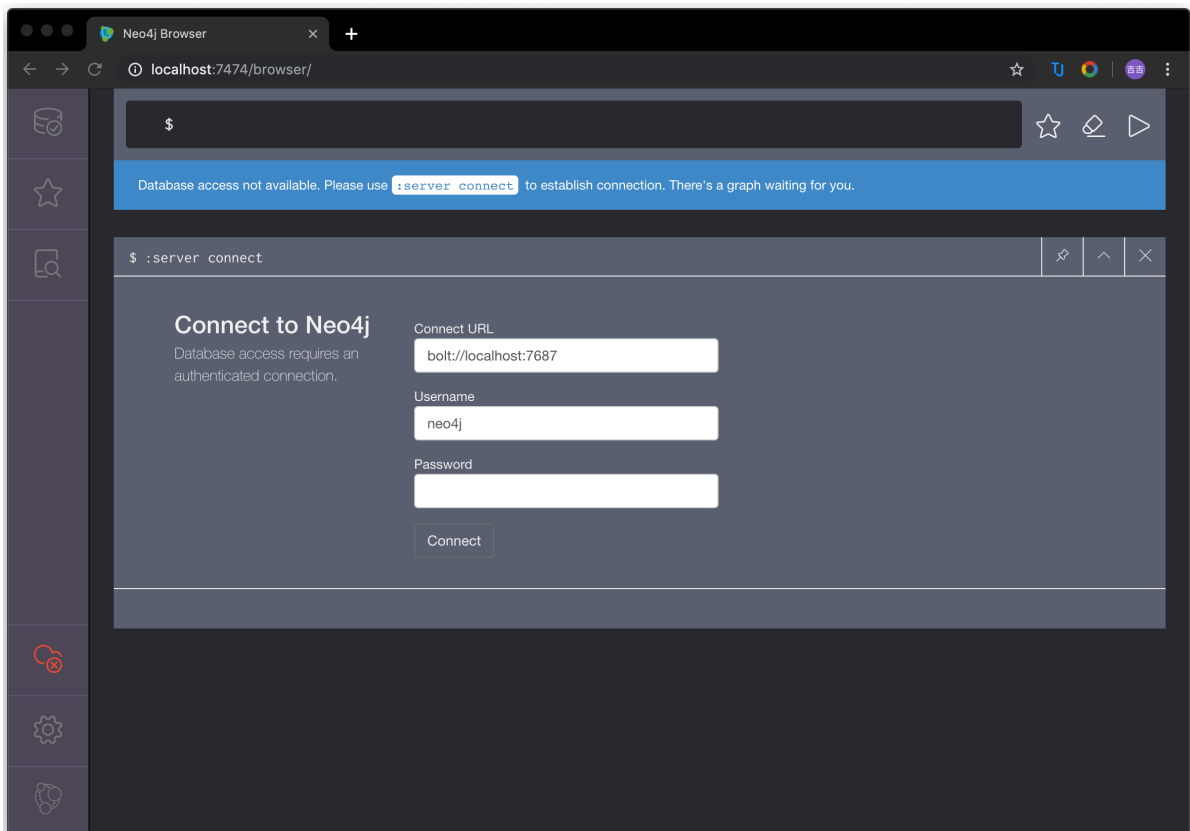 Neo4j Browser
localhost:7474/browser/
吉吉
$
Database access not available. Please use :server connect to establish connection. There's a graph waiting for you.
$ :server connect
Connect to Neo4j
Database access requires an
authenticated connection.
Connect URL
bolt://localhost:7687
Username
neo4j
Password
Connect